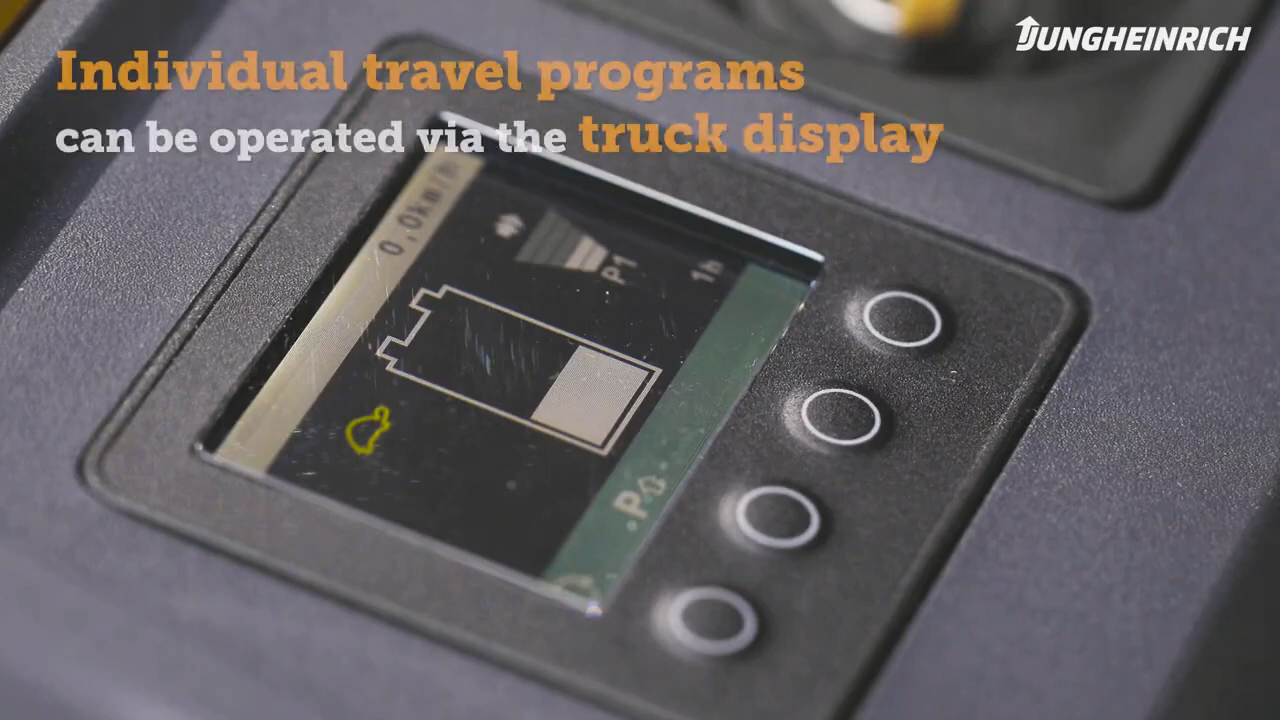 JUNGHEINRICH
Individual travel programs
can be operated via the truck display
0,0km/h
P1
1h
P